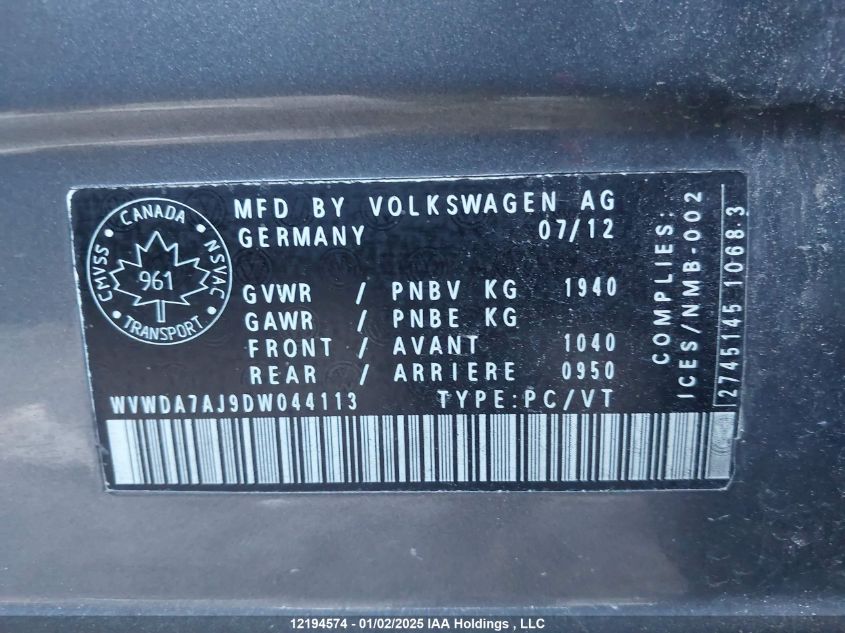 CANADA
CMVSS NSVAC
961
TRANSPORT
MFD BY VOLKSWAGEN AG
GERMANY 07/12
GVWR / PNBV KG 1940
GAWR / PNBE KG
FRONT / AVANT 1040
REAR / ARRIERE 0950
WVWDA7AJ9DW044113 TYPE:PC/VT
COMPLIES:
ICES/NMB-002
2745145 1068.3
12194574 - 01/02/2025 IAA Holdings , LLC